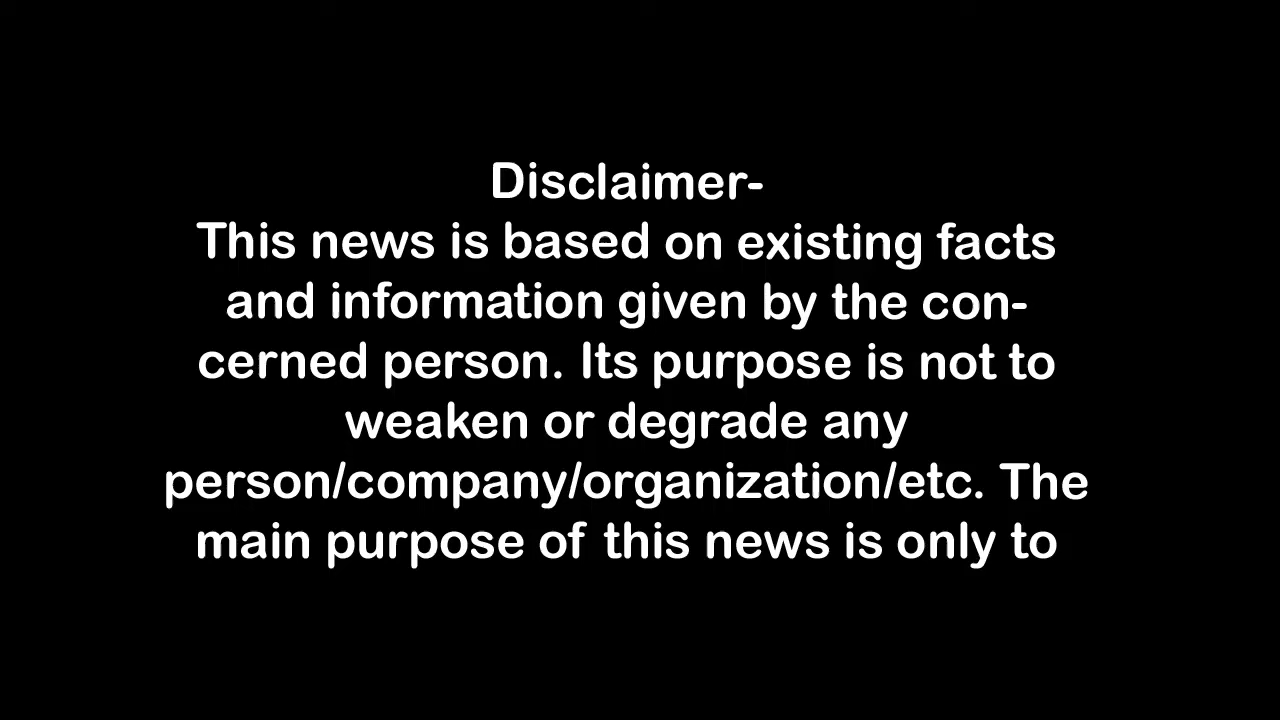 Disclaimer-
This news is based on existing facts
and information given by the con-
cerned person. Its purpose is not to
weaken or degrade any
person/company/organization/etc. The
main purpose of this news is only to